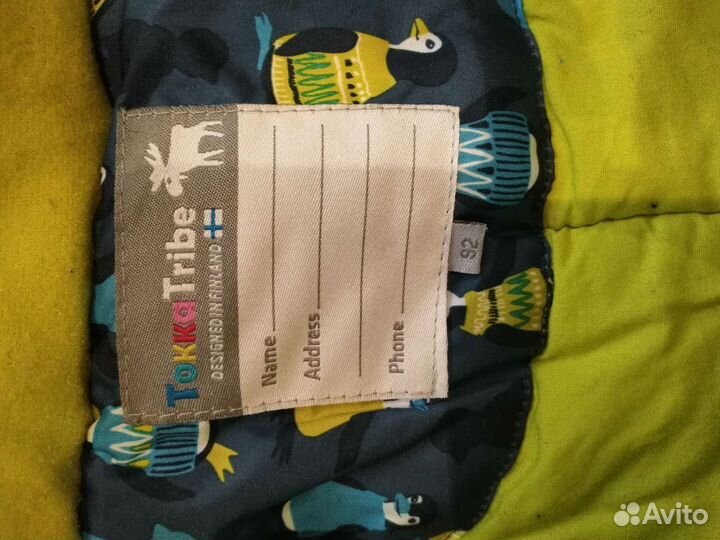 TokkaTribe
DESIGNED IN FINLAND
Name
Address
Phone
92
Avito